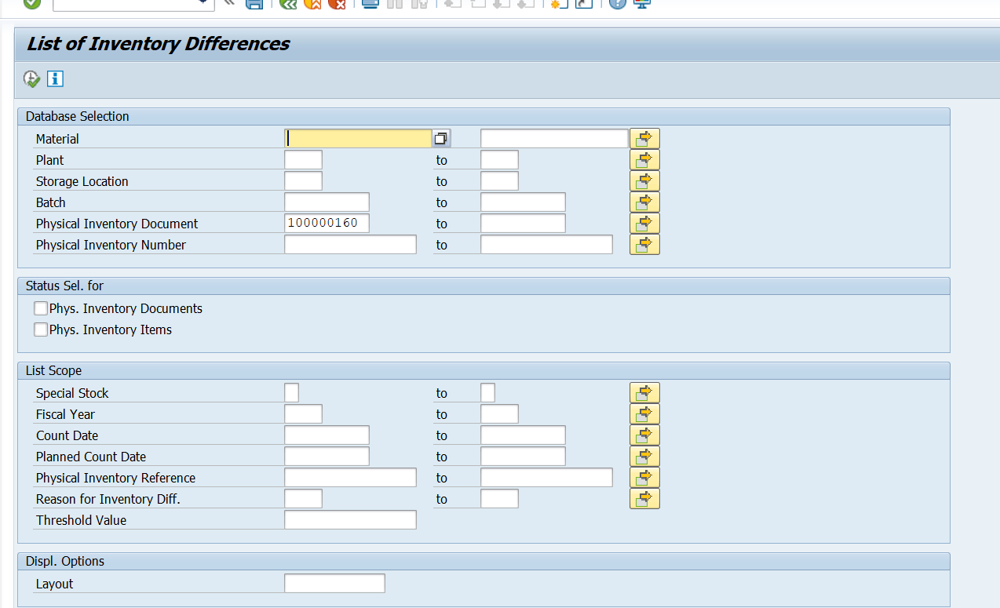 List of Inventory Differences
Database Selection
Material
Plant to
Storage Location to
Batch to
Physical Inventory Document 100000160 to
Physical Inventory Number to
Status Sel. for
Phys. Inventory Documents
Phys. Inventory Items
List Scope
Special Stock to
Fiscal Year to
Count Date to
Planned Count Date to
Physical Inventory Reference to
Reason for Inventory Diff. to
Threshold Value
Displ. Options
Layout